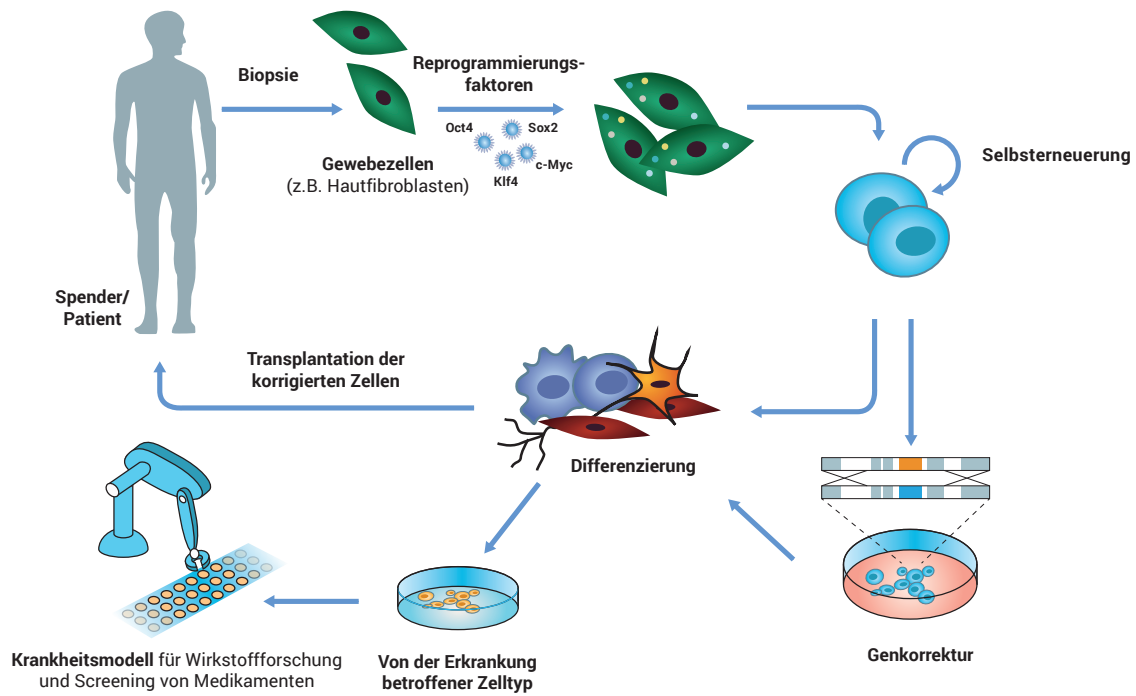 Biopsie
Reprogrammierungs-
faktoren
Oct4
Sox2
c-Myc
Klf4
Gewebezellen
(z.B. Hautfibroblasten)
Selbsterneuerung
Spender/
Patient
Transplantation der
korrigierten Zellen
Differenzierung
Genkorrektur
Von der Erkrankung
betroffener Zelltyp
Krankheitsmodell für Wirkstoffforschung
und Screening von Medikamenten